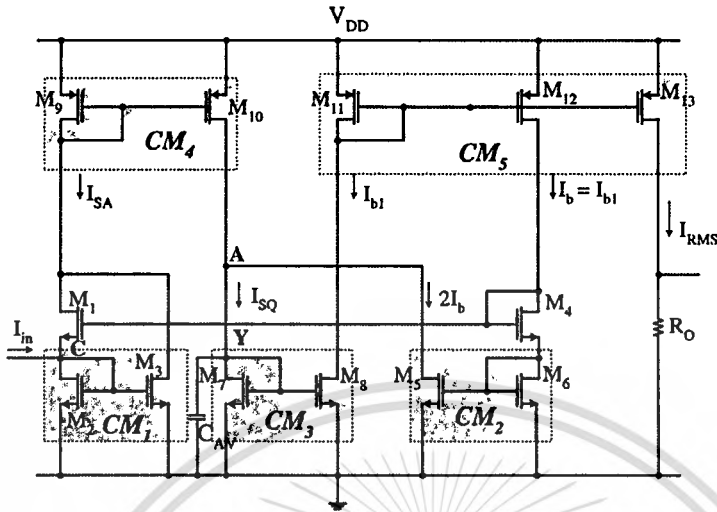 V_DD
M_9
M_10
M_11
M_12
M_13
CM_4
CM_5
I_SA
I_b1
I_b = I_b1
I_RMS
A
M_1
I_SQ
2I_b
M_4
I_in
C
Y
R_O
M_3
M_7
M_8
M_5
M_6
M_2
CM_1
C_AV
CM_3
CM_2